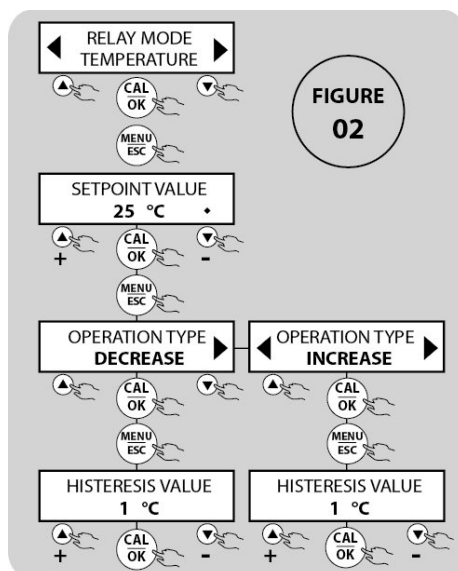 RELAY MODE
TEMPERATURE
CAL
OK
MENU
ESC
FIGURE
02
SETPOINT VALUE
25 °C
+
CAL
OK
-
MENU
ESC
OPERATION TYPE
DECREASE
OPERATION TYPE
INCREASE
CAL
OK
CAL
OK
MENU
ESC
MENU
ESC
HISTERESIS VALUE
1 °C
HISTERESIS VALUE
1 °C
+
CAL
OK
-
+
CAL
OK
-